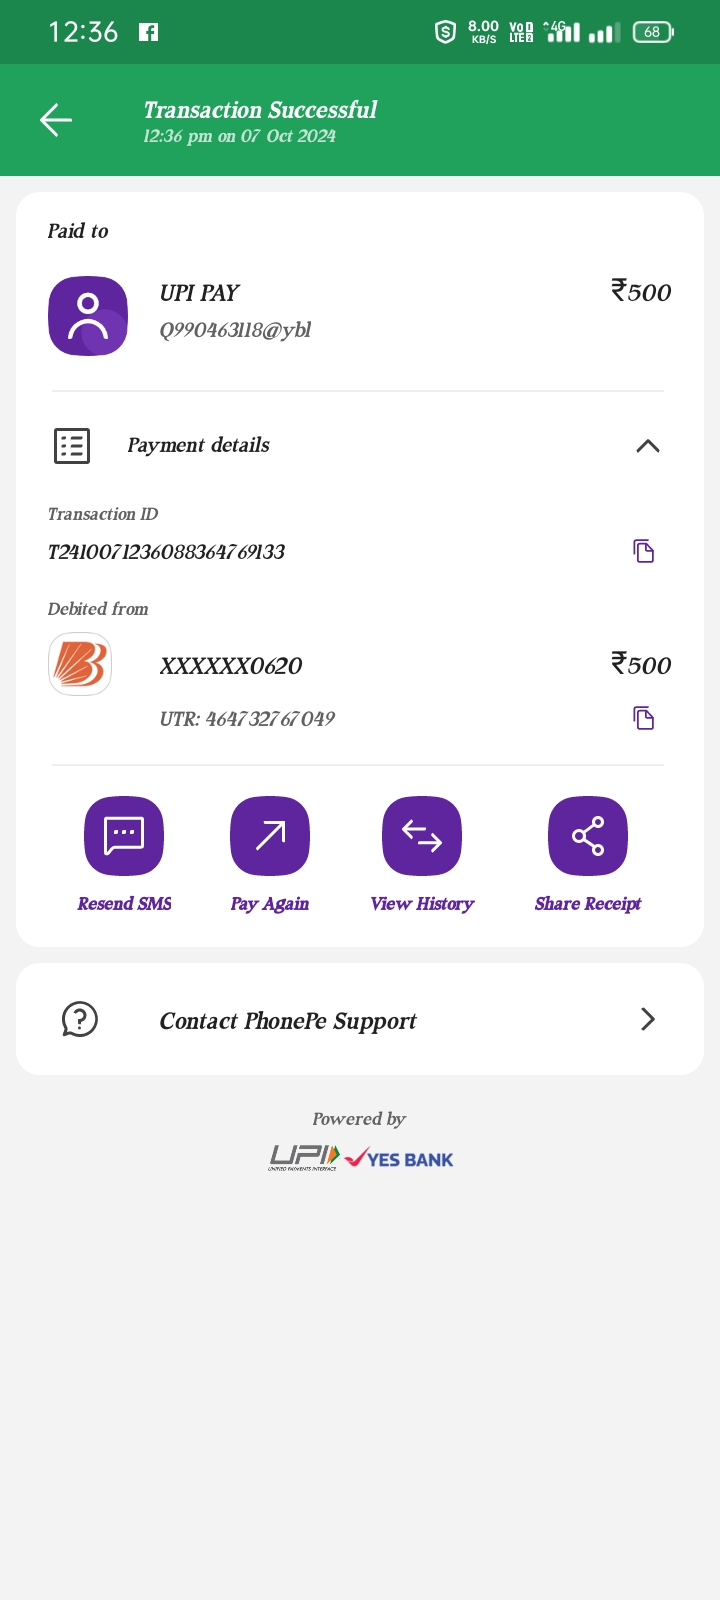 12:36
8.00 KB/S Vo 1 LTE 2 4G 68
Transaction Successful
12:36 pm on 07 Oct 2024
Paid to
UPI PAY ₹500
Q990463118@ybl
Payment details
Transaction ID
T2410071236088364769133
Debited from
XXXXXX0620 ₹500
UTR: 464732767049
Resend SMS Pay Again View History Share Receipt
Contact PhonePe Support
Powered by
UPI YES BANK
UNIFIED PAYMENTS INTERFACE